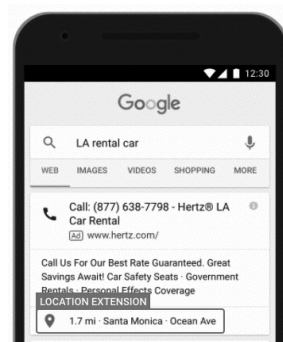 12:30
Google
LA rental car
WEB IMAGES VIDEOS SHOPPING MORE
Call: (877) 638-7798 - Hertz® LA
Car Rental
Ad www.hertz.com/
Call Us For Our Best Rate Guaranteed. Great
Savings Await! Car Safety Seats · Government
Rentals · Personal Effects Coverage
LOCATION EXTENSION
1.7 mi · Santa Monica · Ocean Ave